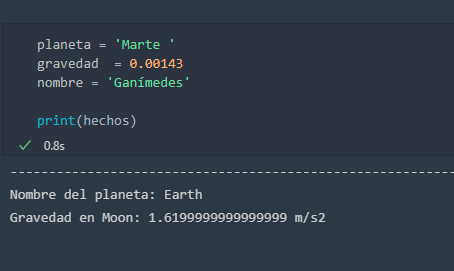 planeta = 'Marte '
gravedad  = 0.00143
nombre = 'Ganímedes'
print(hechos)
0.8s
--------------------------------------------------------------
Nombre del planeta: Earth
Gravedad en Moon: 1.6199999999999999 m/s2